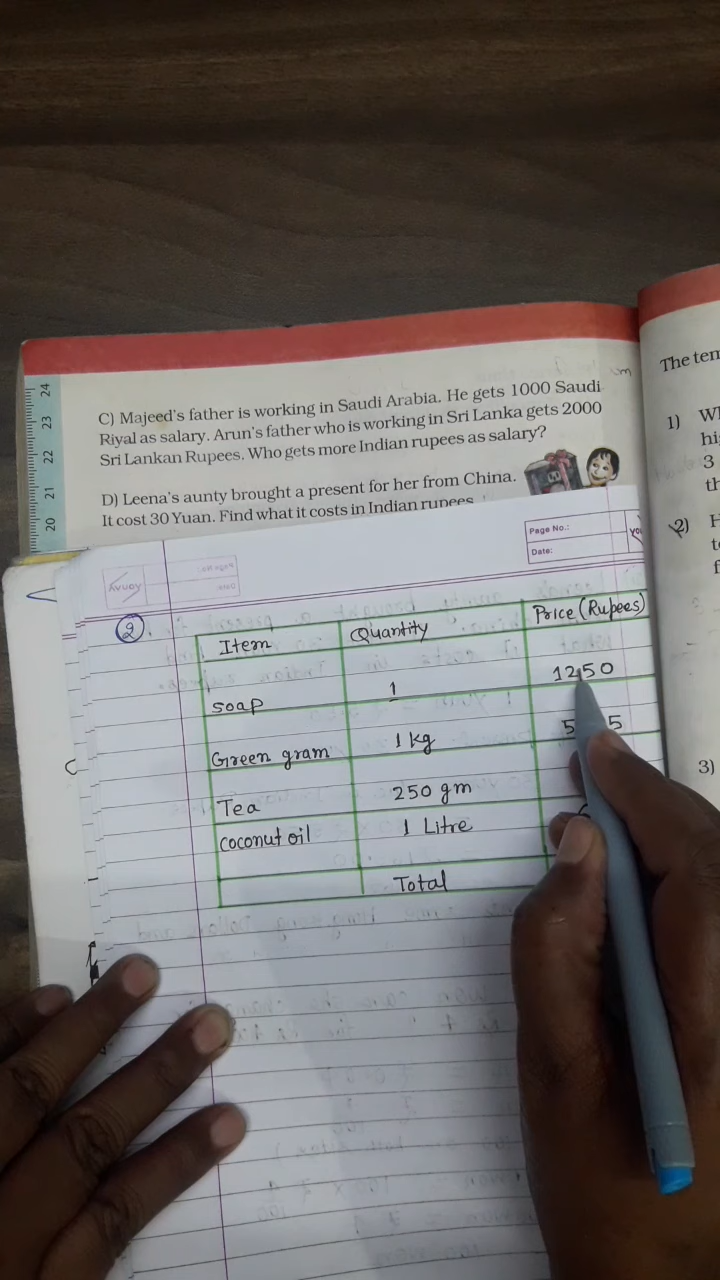 24
23
22
21
20
C) Majeed's father is working in Saudi Arabia. He gets 1000 Saudi
Riyal as salary. Arun's father who is working in Sri Lanka gets 2000
Sri Lankan Rupees. Who gets more Indian rupees as salary?
D) Leena's aunty brought a present for her from China.
It cost 30 Yuan. Find what it costs in Indian rupees
The ten
1)
2)
3)
Page No.:
Date:
2
Item Quantity Price (Rupees)
soap 1 1250
Green gram 1 kg
Tea 250 gm
coconut oil 1 Litre
Total